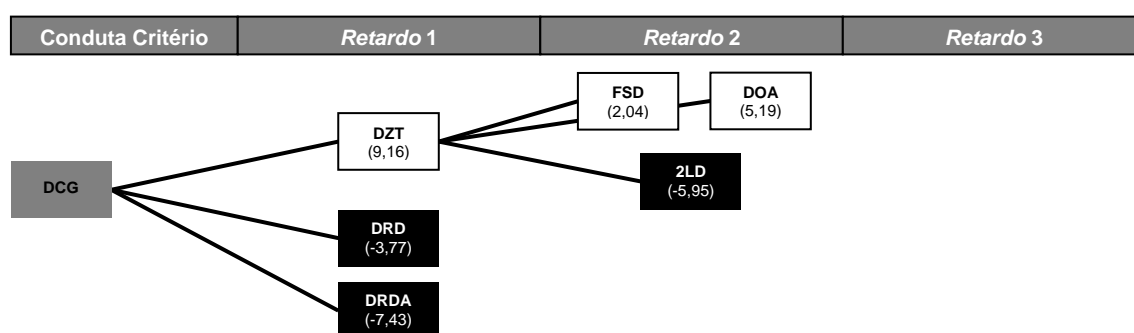 Conduta Critério
Retardo 1
Retardo 2
Retardo 3
FSD
(2,04)
DOA
(5,19)
DZT
(9,16)
2LD
(-5,95)
DCG
DRD
(-3,77)
DRDA
(-7,43)